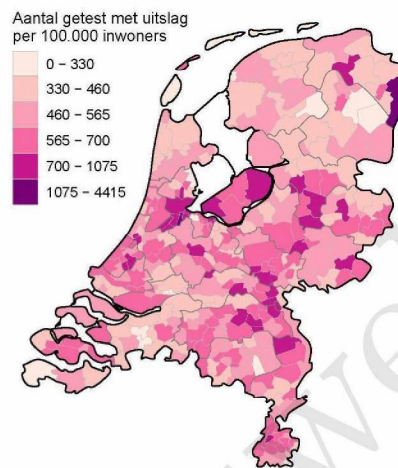 Aantal getest met uitslag
per 100.000 inwoners
0 – 330
330 – 460
460 – 565
565 – 700
700 – 1075
1075 – 4415